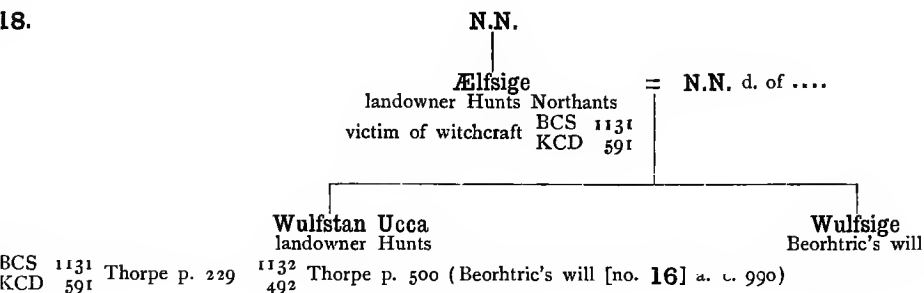 18.
N.N.
Ælfsige = N.N. d. of ....
landowner Hunts Northants
victim of witchcraft BCS 1131
KCD 591
Wulfstan Ucca
landowner Hunts
Wulfsige
Beorhtric's will
BCS 1131 Thorpe p. 229 1132 Thorpe p. 500 (Beorhtric's will [no. 16] a. c. 990)
KCD 591 492